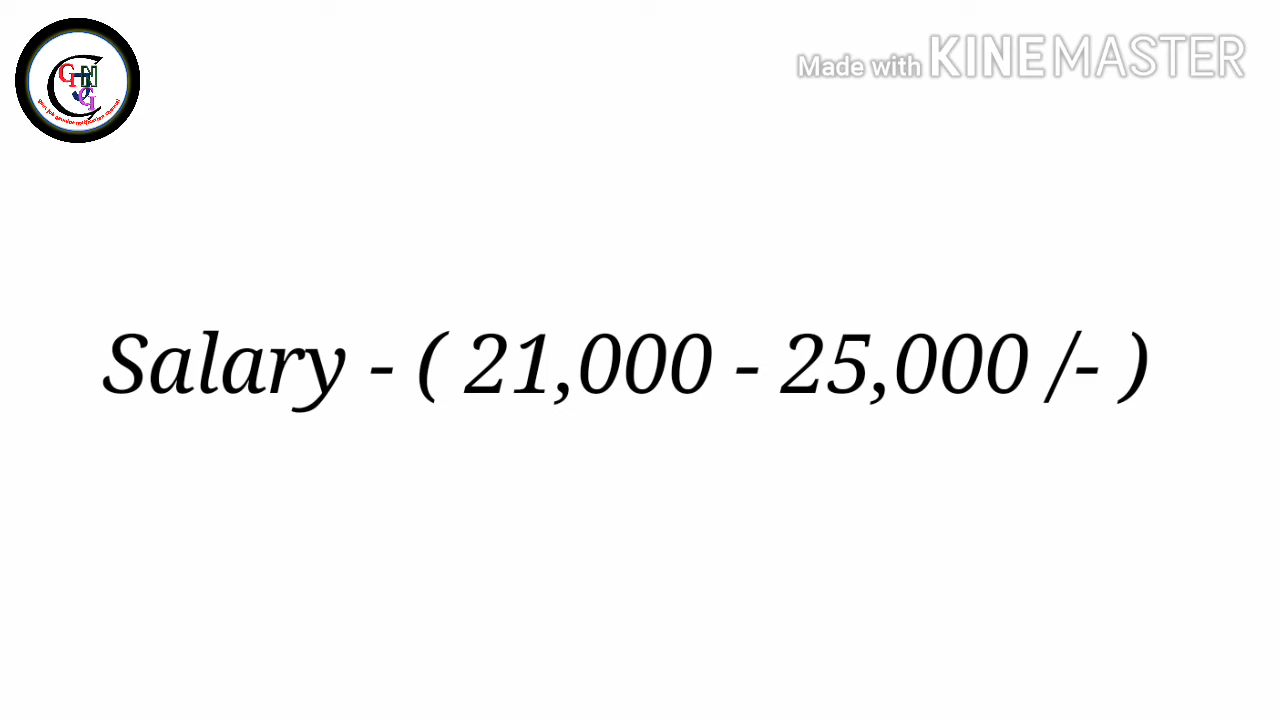 Made with KINEMASTER
Salary - ( 21,000 - 25,000 /- )